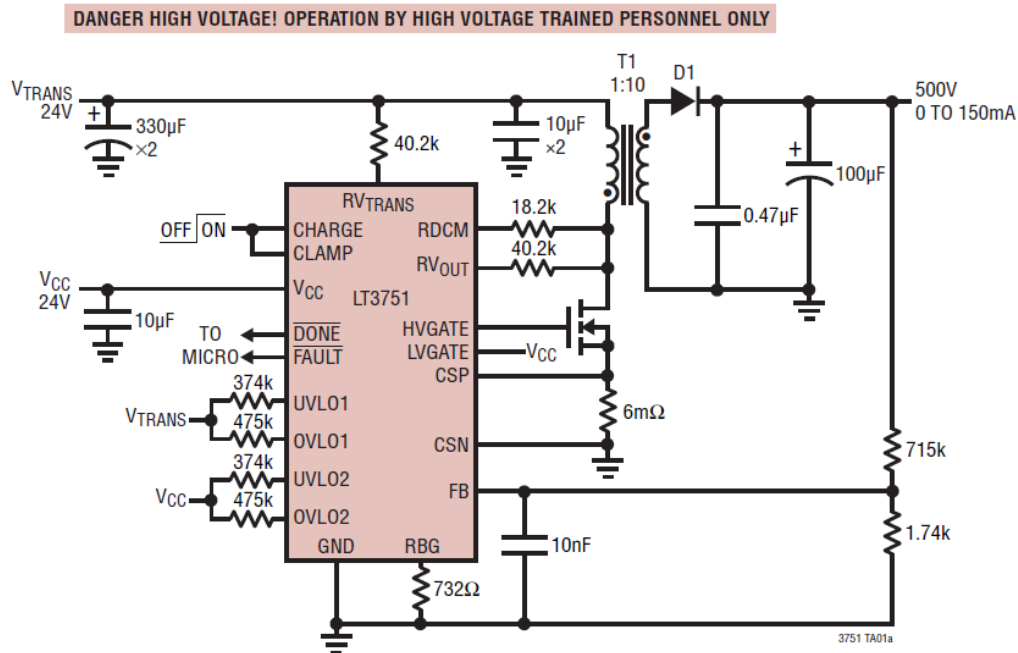 DANGER HIGH VOLTAGE! OPERATION BY HIGH VOLTAGE TRAINED PERSONNEL ONLY
T1
1:10
D1
VTRANS
24V
330µF
×2
40.2k
10µF
×2
500V
0 TO 150mA
100µF
0.47µF
RVTRANS
OFF ON
CHARGE
CLAMP
RDCM
18.2k
RVOUT
40.2k
VCC
24V
10µF
VCC
LT3751
TO
MICRO
DONE
FAULT
HVGATE
LVGATE
VCC
CSP
6mΩ
374k
UVLO1
VTRANS
475k
OVLO1
CSN
715k
374k
UVLO2
VCC
475k
OVLO2
FB
1.74k
10nF
GND
RBG
732Ω
3751 TA01a